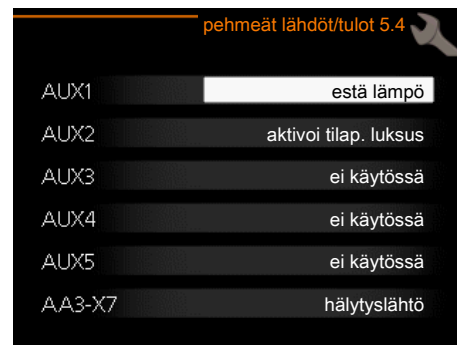 pehmeät lähdöt/tulot 5.4
AUX1 estä lämpö
AUX2 aktivoi tilap. luksus
AUX3 ei käytössä
AUX4 ei käytössä
AUX5 ei käytössä
AA3-X7 hälytyslähtö